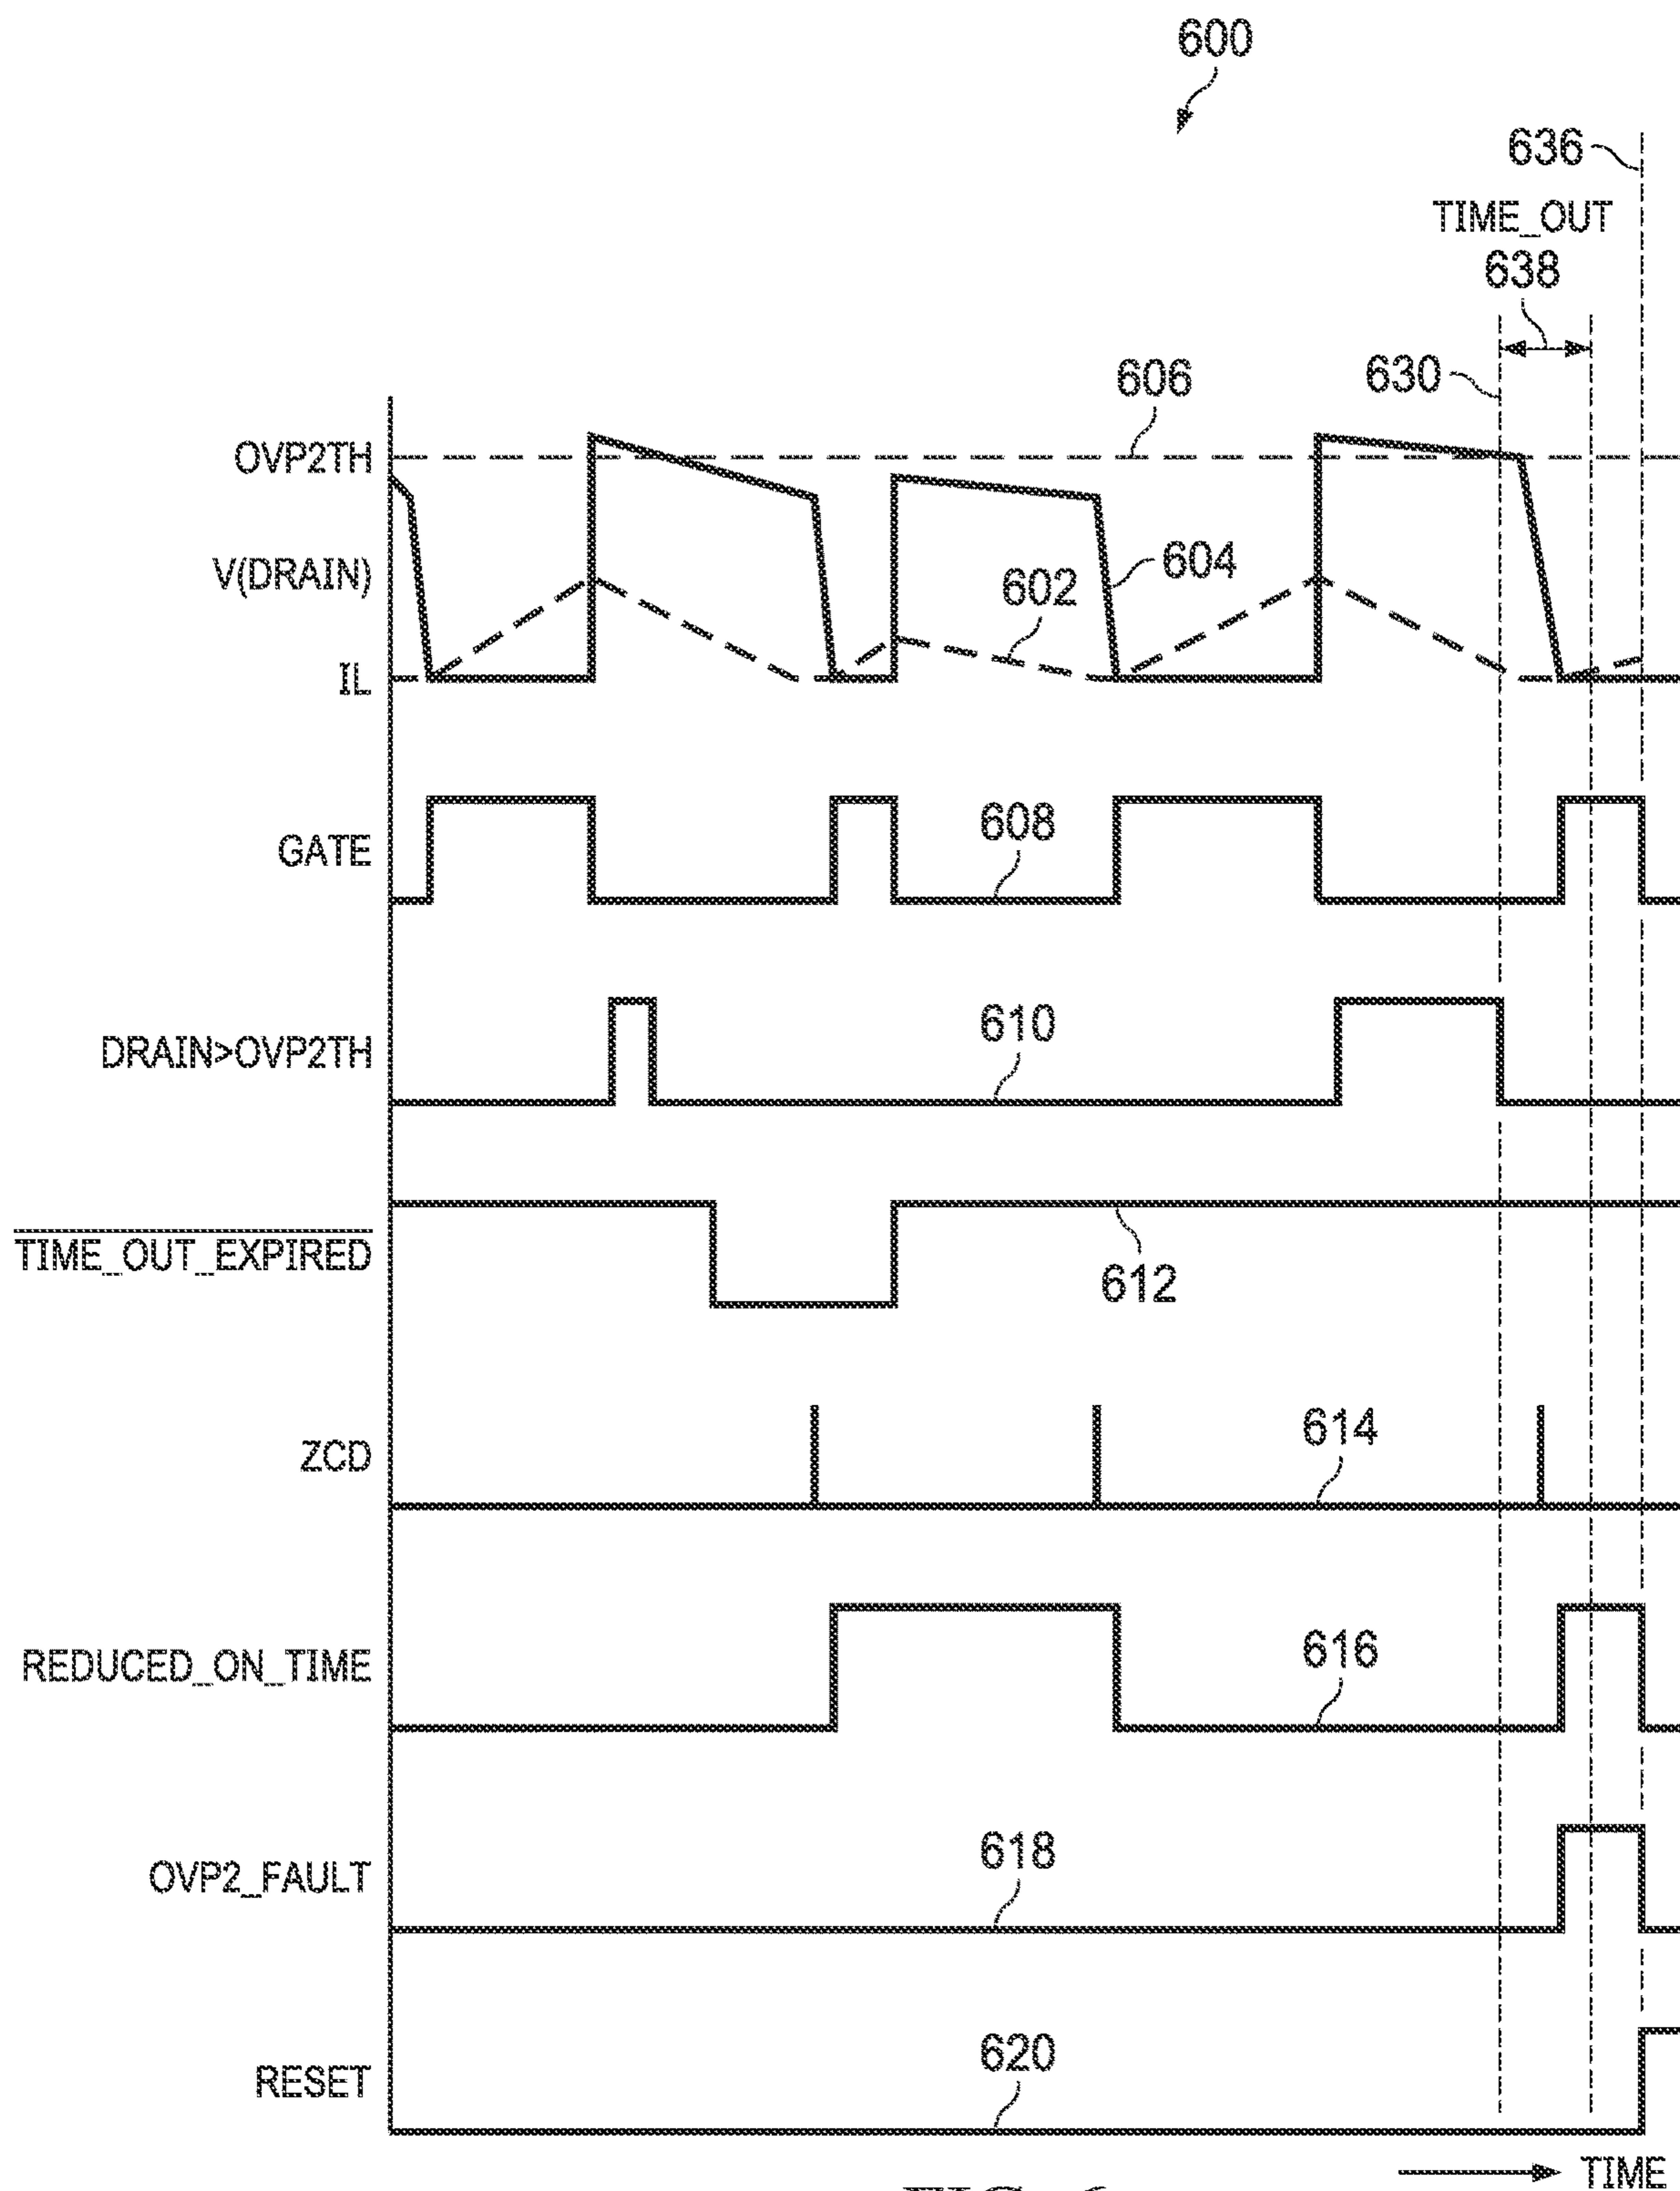 600
636
TIME_OUT
638
630
606
OVP2TH
V(DRAIN)
604
602
IL
608
GATE
610
DRAIN>OVP2TH
TIME_OUT_EXPIRED
612
614
ZCD
616
REDUCED_ON_TIME
618
OVP2_FAULT
620
RESET
TIME